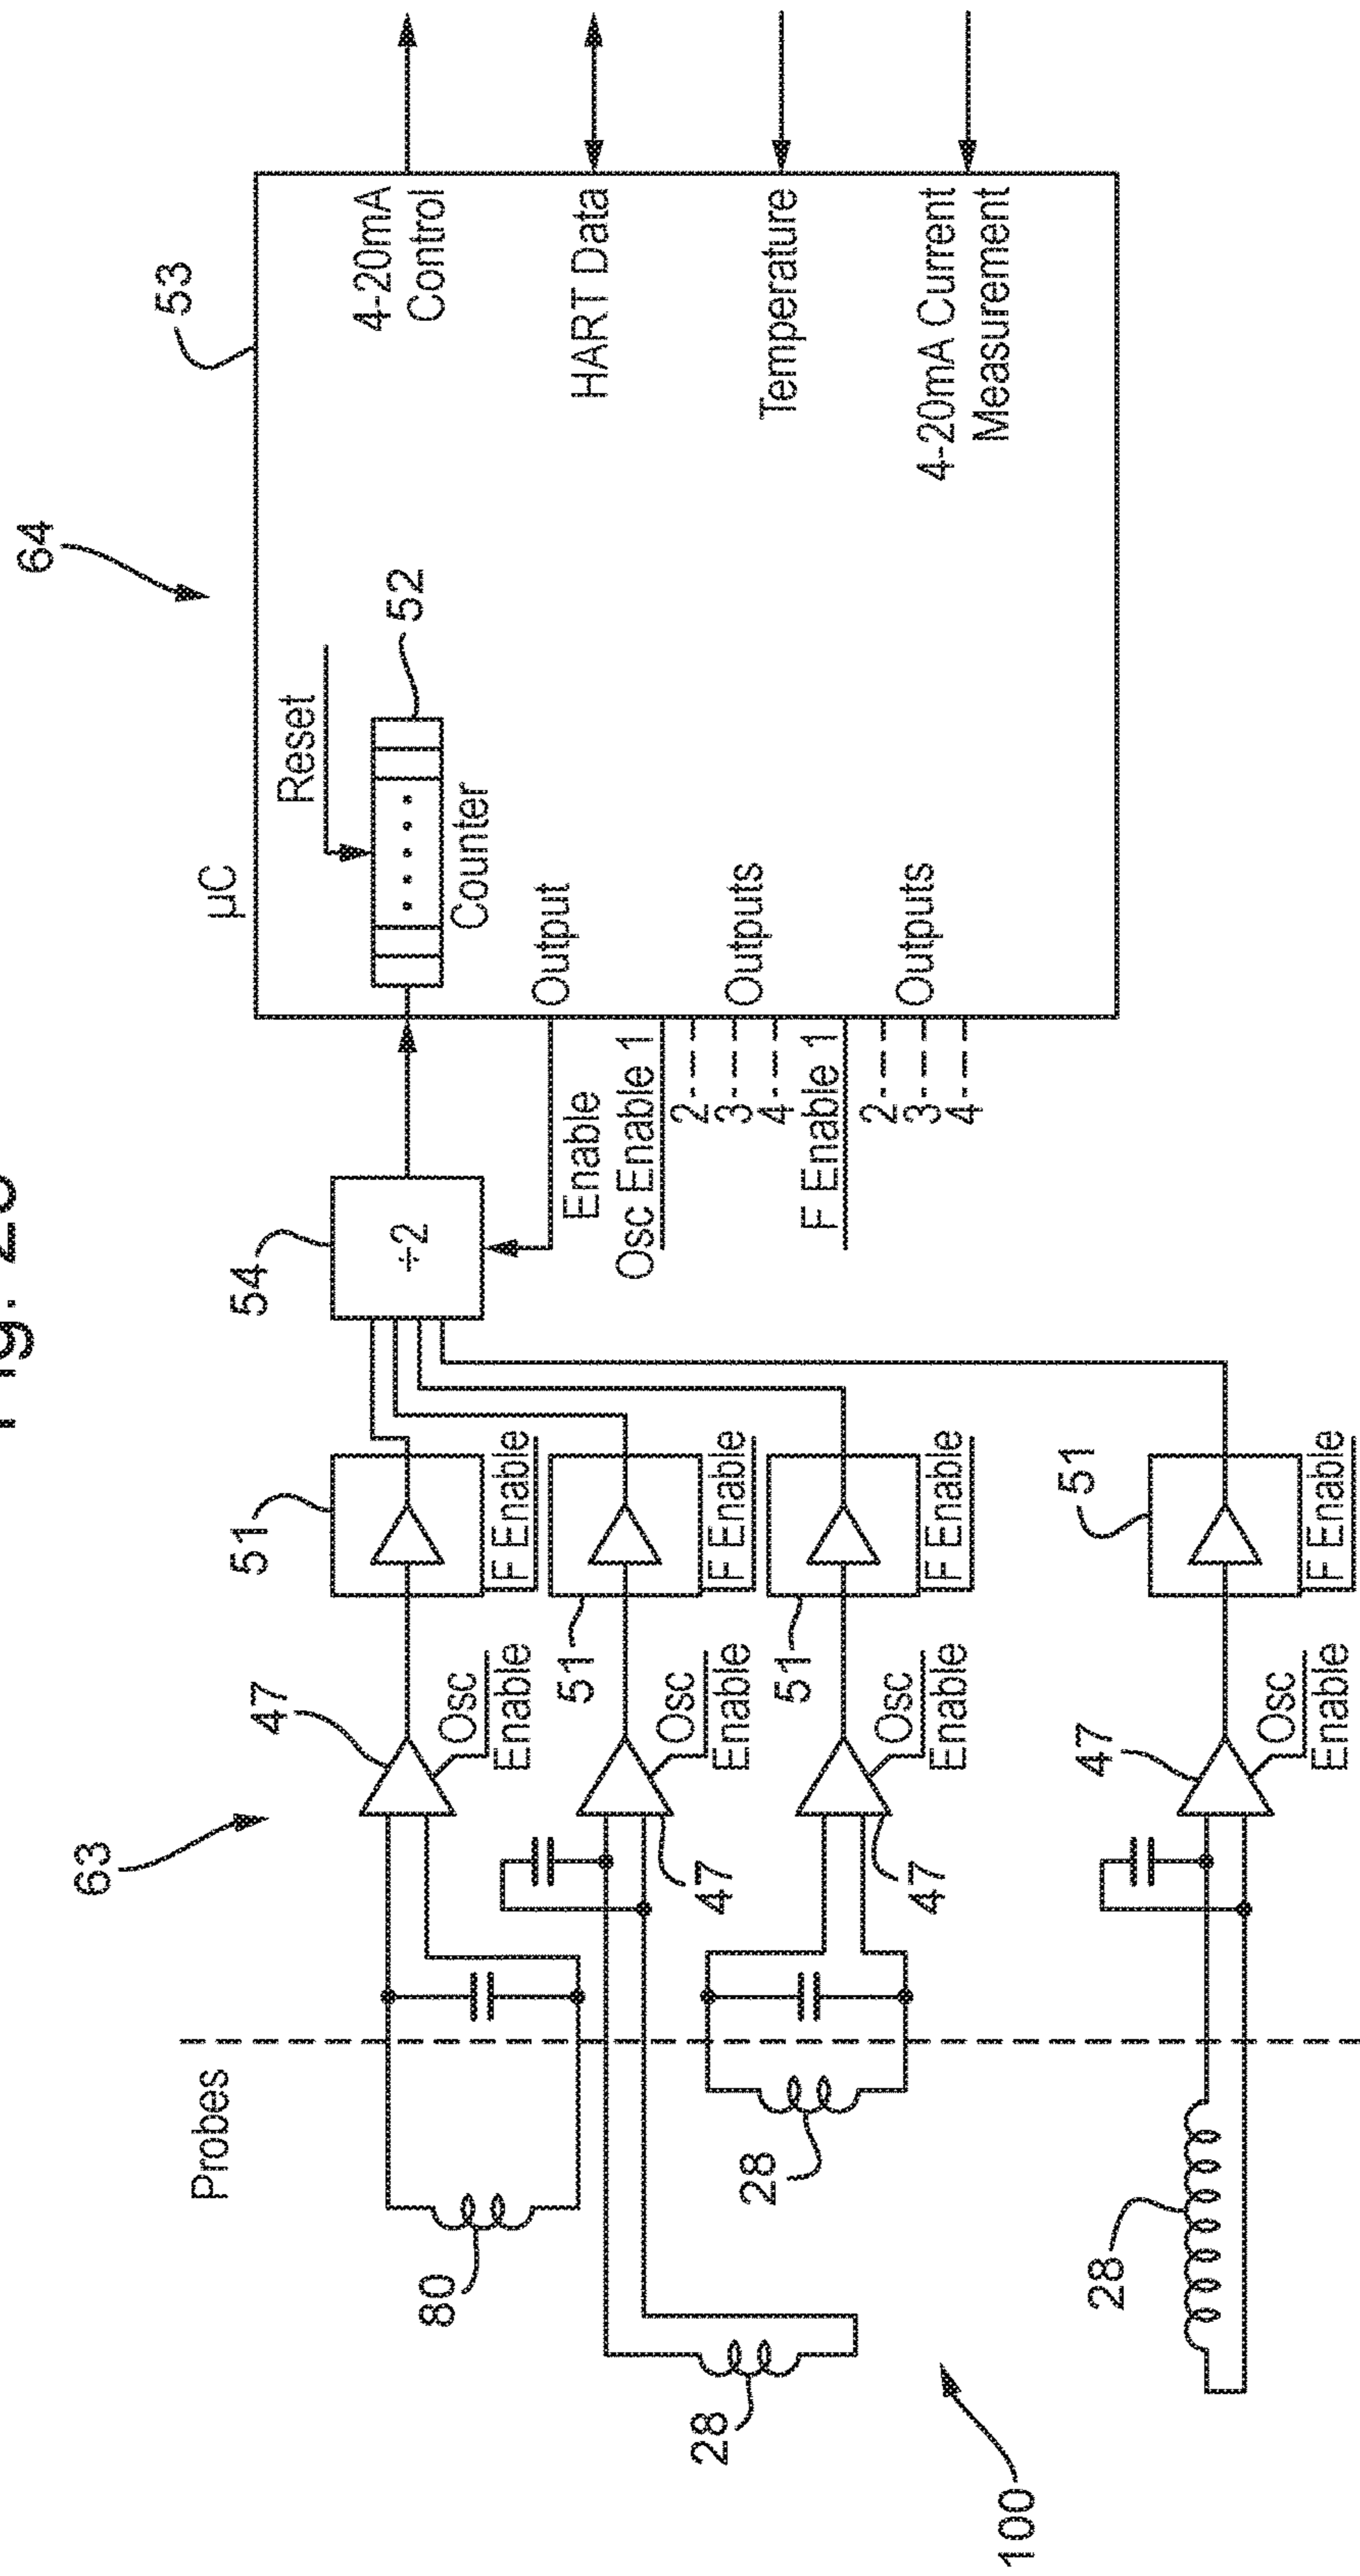 Fig.
64
63
53
μC
Probes
54
51
47
Reset
÷2
52
4-20mA
Control
80
Osc
Enable
F Enable
Counter
Output
Enable
HART Data
51
Osc Enable 1
28
47
Osc
Enable
F Enable
2
3
4
Outputs
Temperature
28
51
F Enable 1
47
Osc
Enable
F Enable
2
3
4
Outputs
4-20mA Current
Measurement
100
28
47
51
Osc
Enable
F Enable